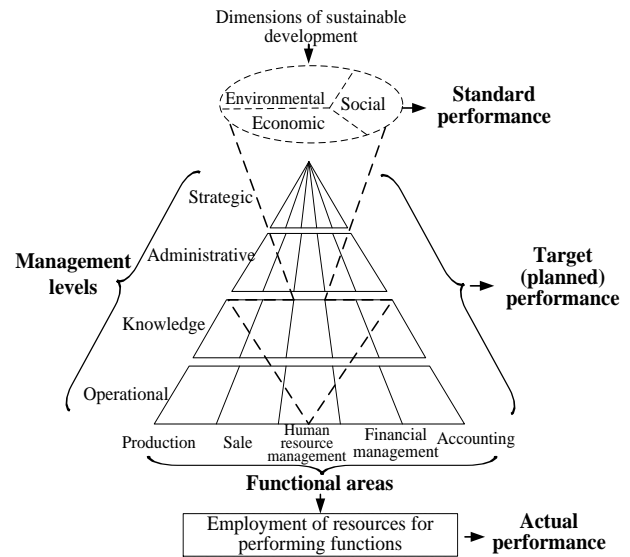 Dimensions of sustainable
development
Environmental
Social
Economic
Standard
performance
Strategic
Administrative
Management
levels
Target
(planned)
performance
Knowledge
Operational
Production
Sale
Human
resource
management
Financial
management
Accounting
Functional areas
Employment of resources for
performing functions
Actual
performance